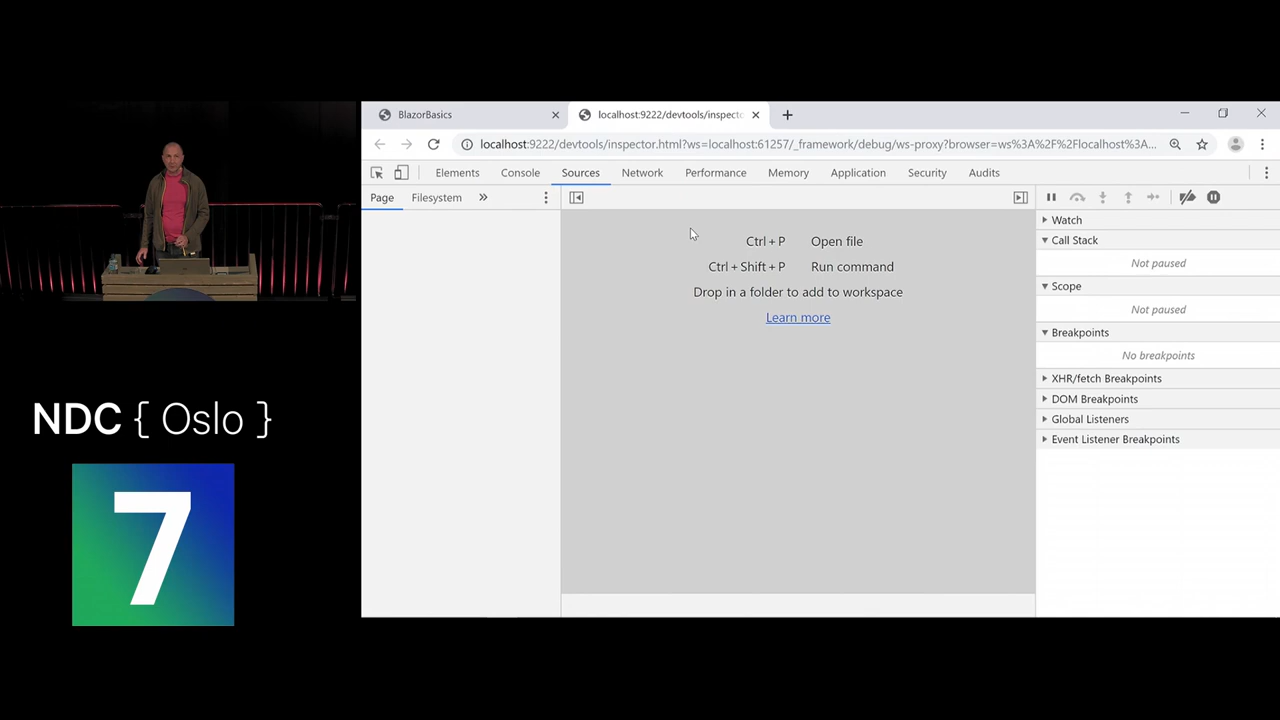 BlazorBasics
localhost:9222/devtools/inspecto
localhost:9222/devtools/inspector.html?ws=localhost:61257/_framework/debug/ws-proxy?browser=ws%3A%2F%2Flocalhost%3A...
Elements Console Sources Network Performance Memory Application Security Audits
Page Filesystem »
Watch
Ctrl + P Open file
Call Stack
Not paused
Ctrl + Shift + P Run command
Scope
Drop in a folder to add to workspace
Not paused
Learn more
Breakpoints
No breakpoints
XHR/fetch Breakpoints
DOM Breakpoints
Global Listeners
Event Listener Breakpoints
NDC { Oslo }
7